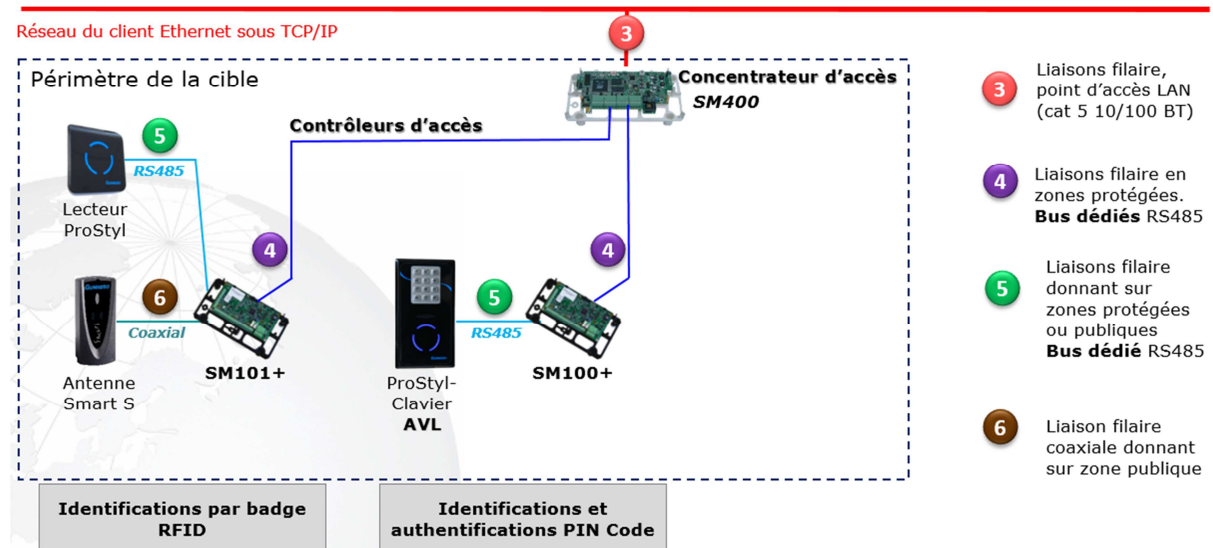 Réseau du client Ethernet sous TCP/IP
3
Périmètre de la cible
Concentrateur d'accès
SM400
Contrôleurs d'accès
5
RS485
Lecteur
ProStyl
4
4
6
Coaxial
5
RS485
Antenne
Smart S
SM101+
ProStyl-
Clavier
AVL
SM100+
Identifications par badge
RFID
Identifications et
authentifications PIN Code
3
Liaisons filaire,
point d'accès LAN
(cat 5 10/100 BT)
4
Liaisons filaire en
zones protégées.
Bus dédiés RS485
5
Liaisons filaire
donnant sur
zones protégées
ou publiques
Bus dédié RS485
6
Liaison filaire
coaxiale donnant
sur zone publique